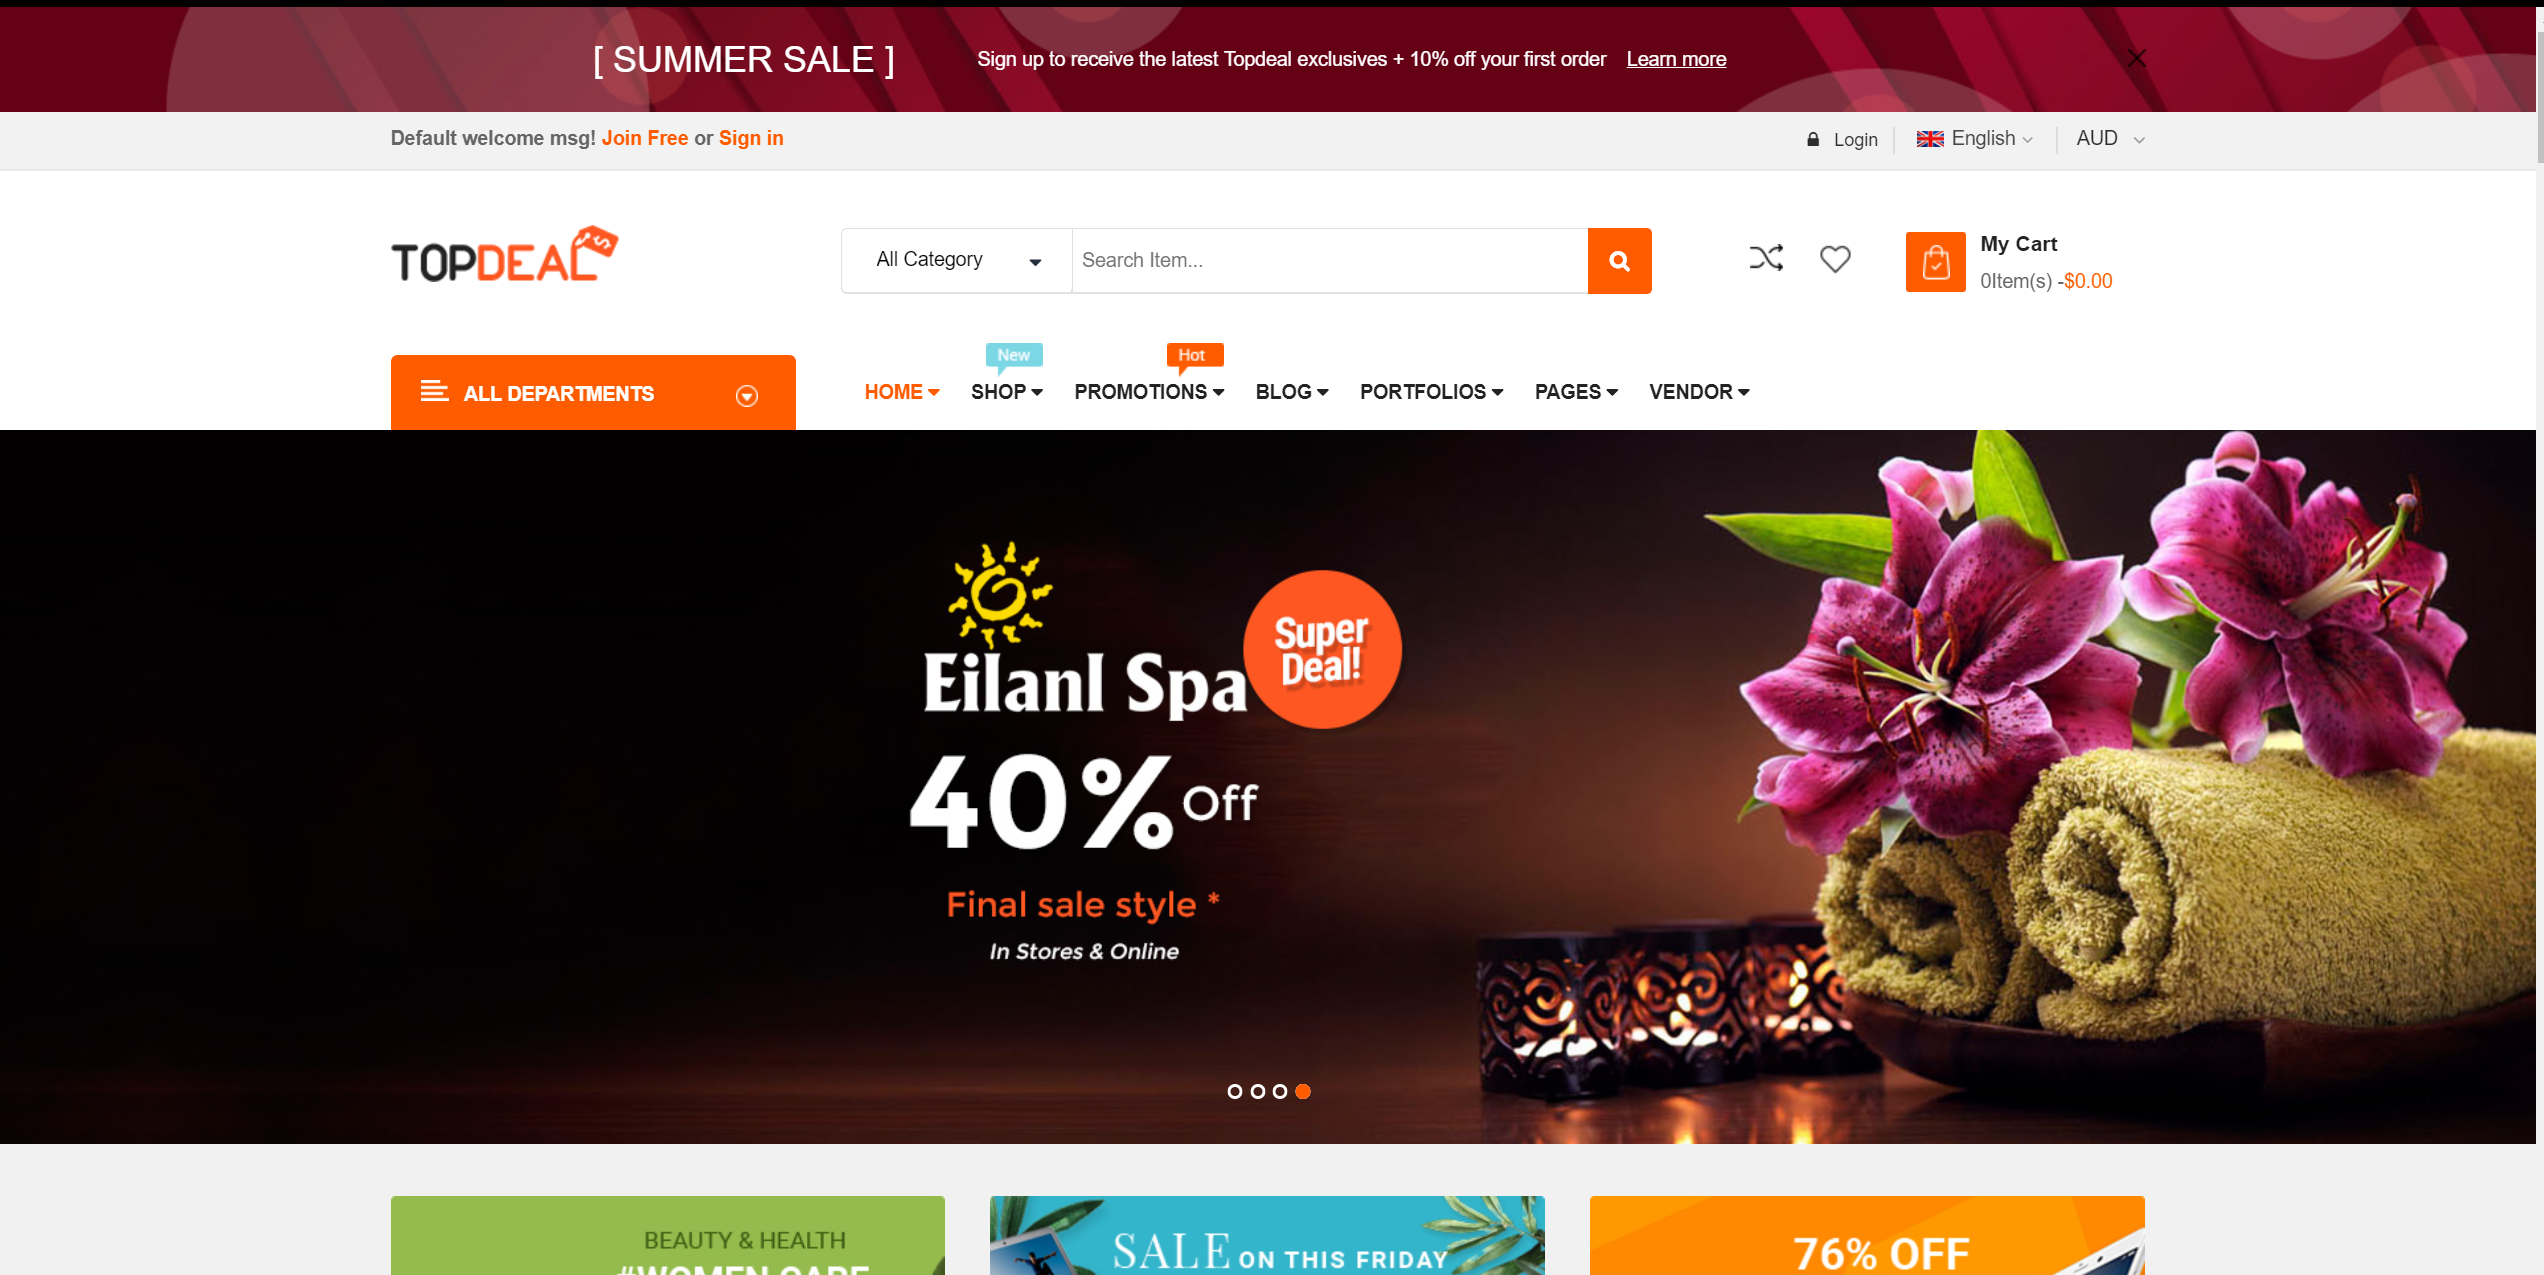 [ SUMMER SALE ]
Sign up to receive the latest Topdeal exclusives + 10% off your first order Learn more
Default welcome msg! Join Free or Sign in
Login
English
AUD
TOPDEAL
All Category
Search Item...
My Cart
0Item(s) -$0.00
ALL DEPARTMENTS
New
Hot
HOME
SHOP
PROMOTIONS
BLOG
PORTFOLIOS
PAGES
VENDOR
Eilanl Spa
Super
Deal!
40% Off
Final sale style *
In Stores & Online
BEAUTY & HEALTH
#WOMEN CARE
SALE ON THIS FRIDAY
76% OFF